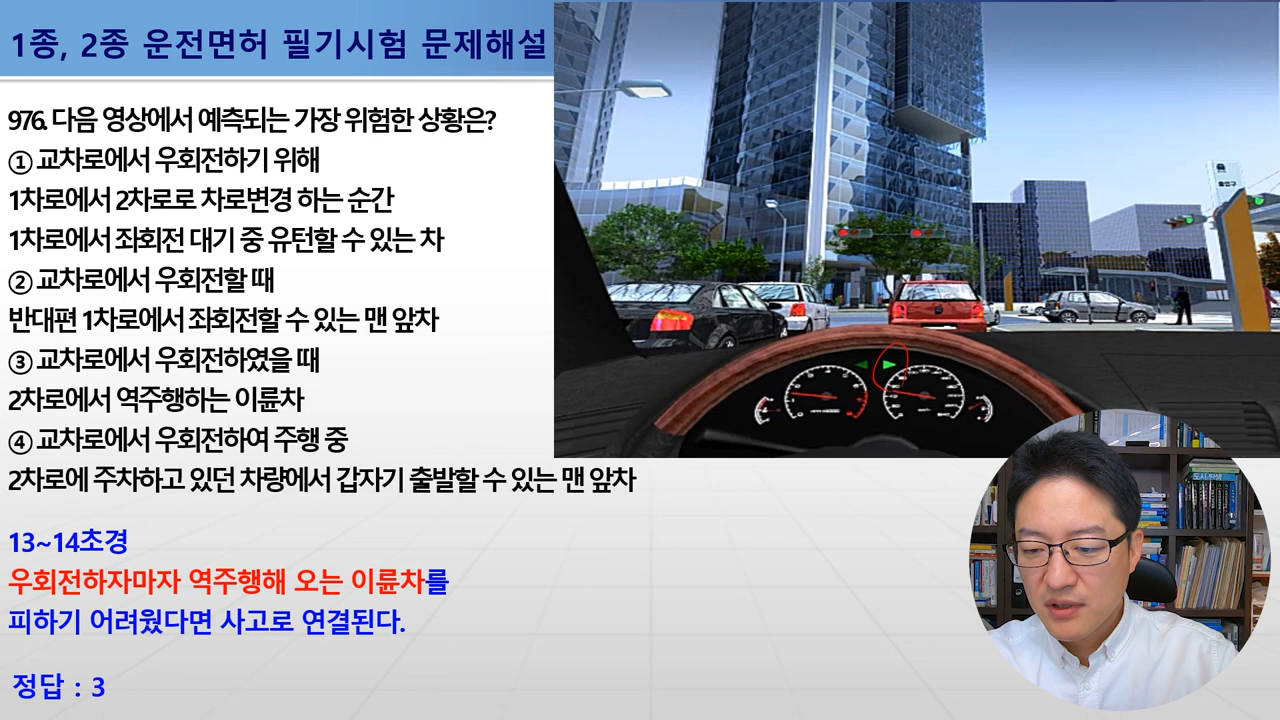 1종, 2종 운전면허 필기시험 문제해설
976. 다음 영상에서 예측되는 가장 위험한 상황은?
① 교차로에서 우회전하기 위해
1차로에서 2차로로 차로변경 하는 순간
1차로에서 좌회전 대기 중 유턴할 수 있는 차
② 교차로에서 우회전할 때
반대편 1차로에서 좌회전할 수 있는 맨 앞차
③ 교차로에서 우회전하였을 때
2차로에서 역주행하는 이륜차
④ 교차로에서 우회전하여 주행 중
2차로에 주차하고 있던 차량에서 갑자기 출발할 수 있는 맨 앞차
13~14초경
우회전하자마자 역주행해 오는 이륜차를
피하기 어려웠다면 사고로 연결된다.
정답 : 3